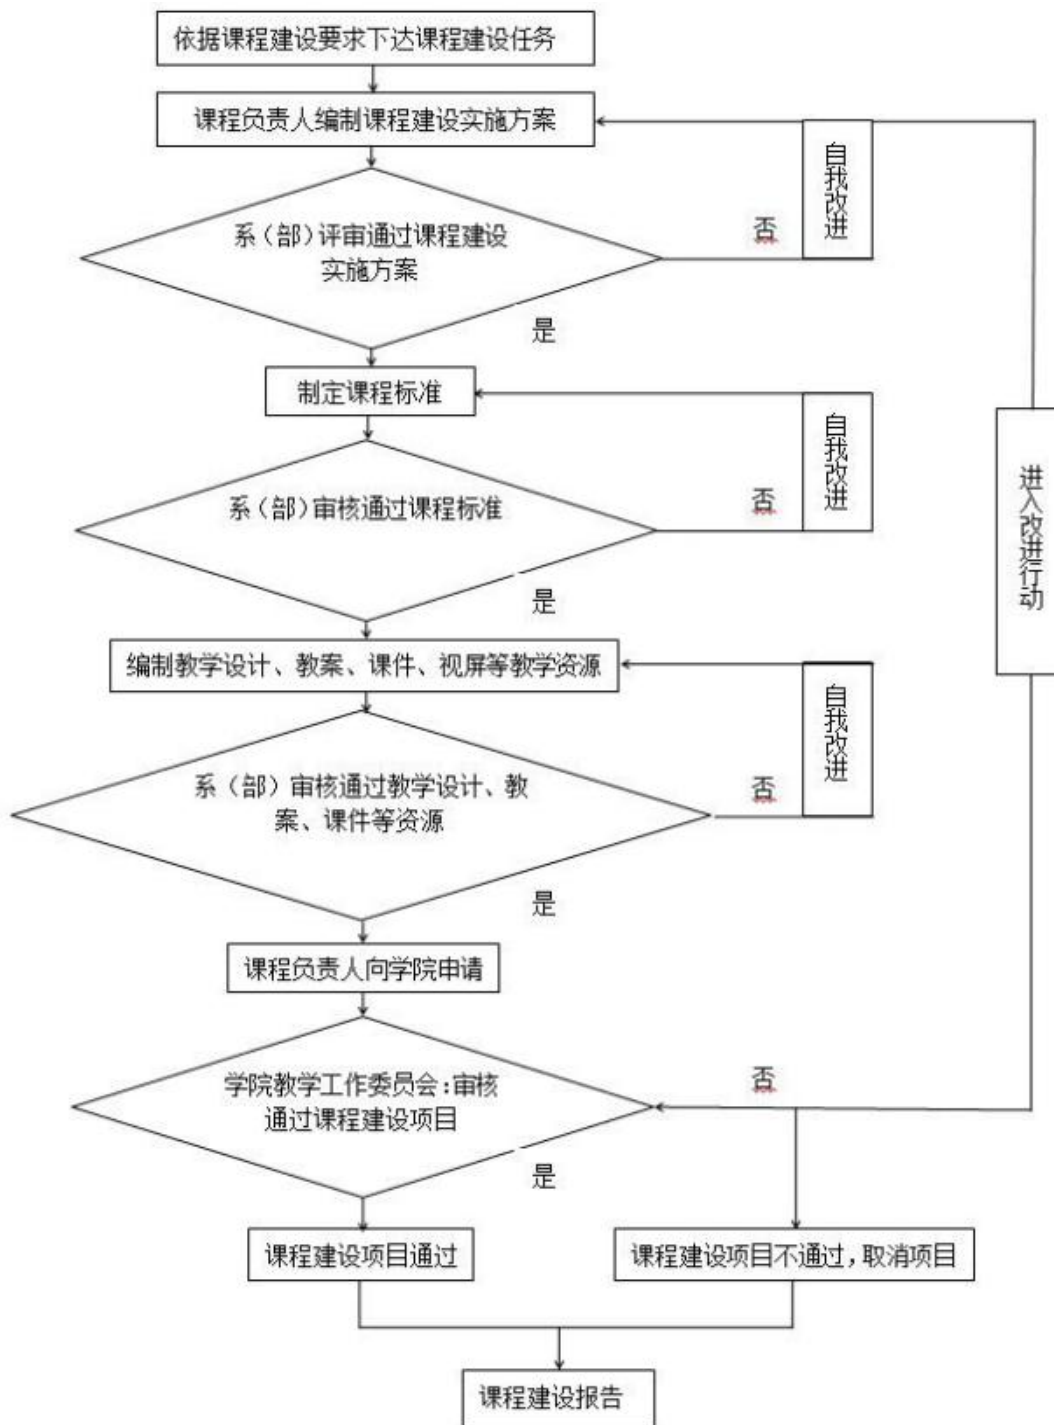 依据课程建设要求下达课程建设任务
课程负责人编制课程建设实施方案
自我改进
系（部）评审通过课程建设
实施方案
否
是
制定课程标准
自我改进
系（部）审核通过课程标准
否
是
进入改进行动
编制教学设计、教案、课件、视屏等教学资源
自我改进
系（部）审核通过教学设计、教
案、课件等资源
否
是
课程负责人向学院申请
学院教学工作委员会：审核
通过课程建设项目
否
是
课程建设项目通过
课程建设项目不通过，取消项目
课程建设报告